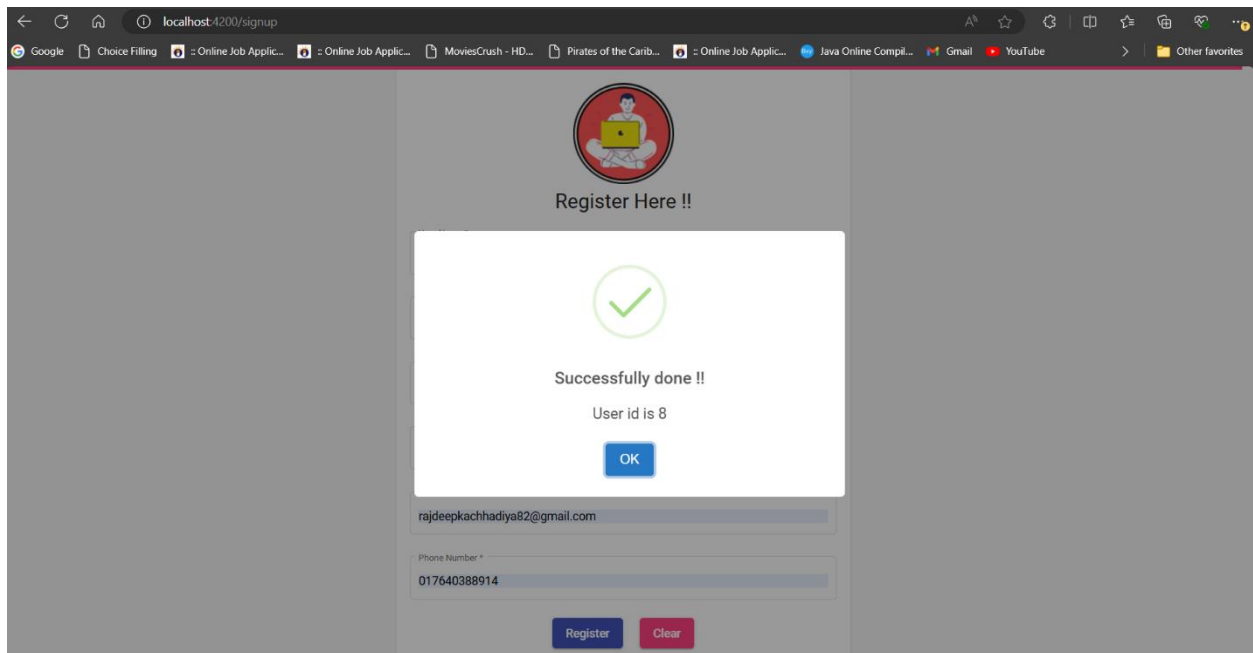 localhost:4200/signup
Google Choice Filling :: Online Job Applic... :: Online Job Applic... MoviesCrush - HD... Pirates of the Carib... :: Online Job Applic... Java Online Compil... Gmail YouTube Other favorites
Register Here !!
Successfully done !!
User id is 8
OK
rajdeepkachhadiya82@gmail.com
Phone Number *
017640388914
Register Clear